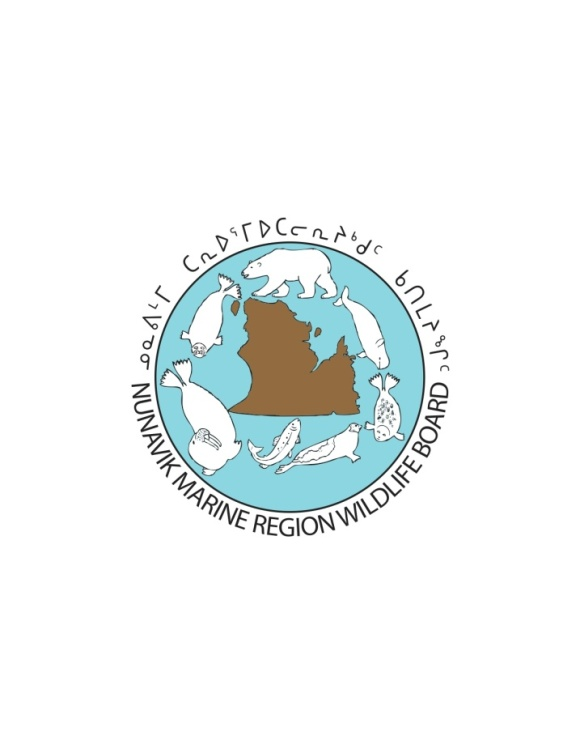 ᓄᓇᕕᒻᒥ ᑕᕆᐅᕐᒥᐅᑕᓕᕆᔨᒃᑯᑦ ᑲᑎᒪᔨᖏᑦ
NUNAVIK MARINE REGION WILDLIFE BOARD